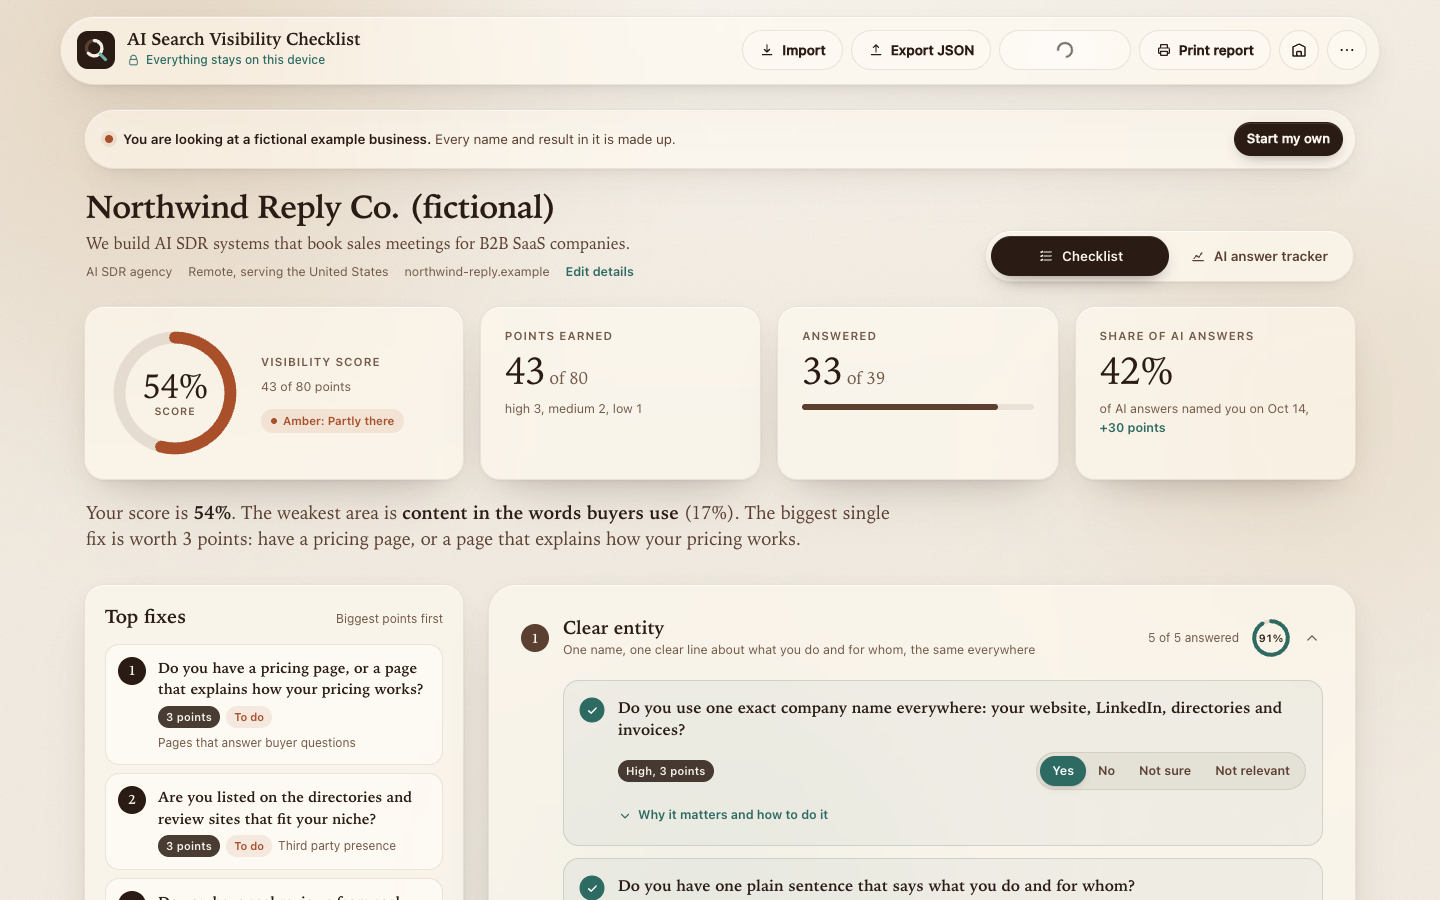 AI Search Visibility Checklist
Everything stays on this device
Import
Export JSON
Print report
You are looking at a fictional example business. Every name and result in it is made up.
Start my own
Northwind Reply Co. (fictional)
We build AI SDR systems that book sales meetings for B2B SaaS companies.
AI SDR agency Remote, serving the United States northwind-reply.example Edit details
Checklist
AI answer tracker
54%
SCORE
VISIBILITY SCORE
43 of 80 points
Amber: Partly there
POINTS EARNED
43 of 80
high 3, medium 2, low 1
ANSWERED
33 of 39
SHARE OF AI ANSWERS
42%
of AI answers named you on Oct 14,
+30 points
Your score is 54%. The weakest area is content in the words buyers use (17%). The biggest single
fix is worth 3 points: have a pricing page, or a page that explains how your pricing works.
Top fixes
Biggest points first
1
Do you have a pricing page, or a page
that explains how your pricing works?
3 points To do
Pages that answer buyer questions
2
Are you listed on the directories and
review sites that fit your niche?
3 points To do Third party presence
1
Clear entity
One name, one clear line about what you do and for whom, the same everywhere
5 of 5 answered
91%
Do you use one exact company name everywhere: your website, LinkedIn, directories and
invoices?
High, 3 points
Yes No Not sure Not relevant
Why it matters and how to do it
Do you have one plain sentence that says what you do and for whom?